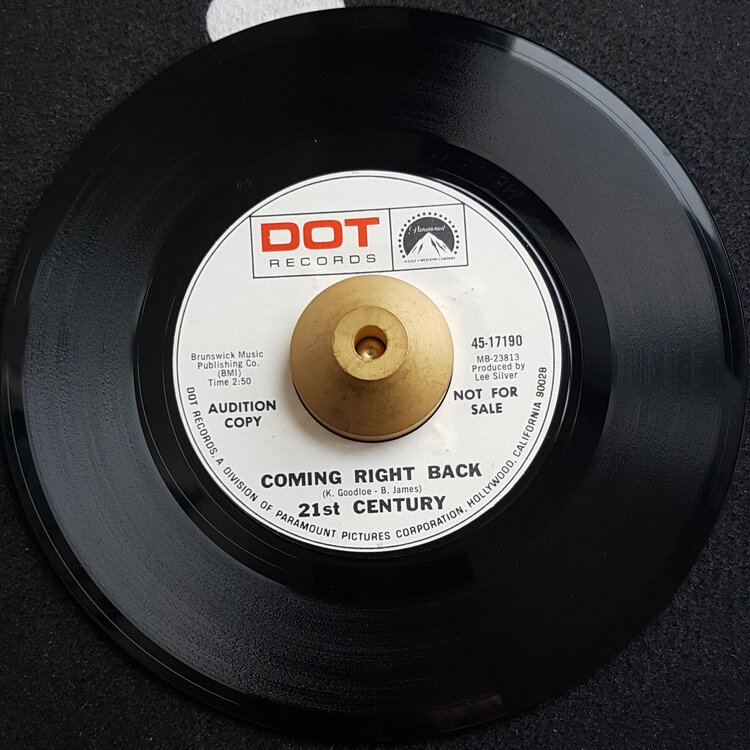 DOT
RECORDS
Paramount
A GULF + WESTERN COMPANY
45-17190
MB-23813
Produced by
Lee Silver
Brunswick Music
Publishing Co.
(BMI)
Time 2:50
AUDITION
COPY
NOT FOR
SALE
COMING RIGHT BACK
(K. Goodloe - B. James)
21st CENTURY
DOT RECORDS, A DIVISION OF PARAMOUNT PICTURES CORPORATION, HOLLYWOOD, CALIFORNIA 90028